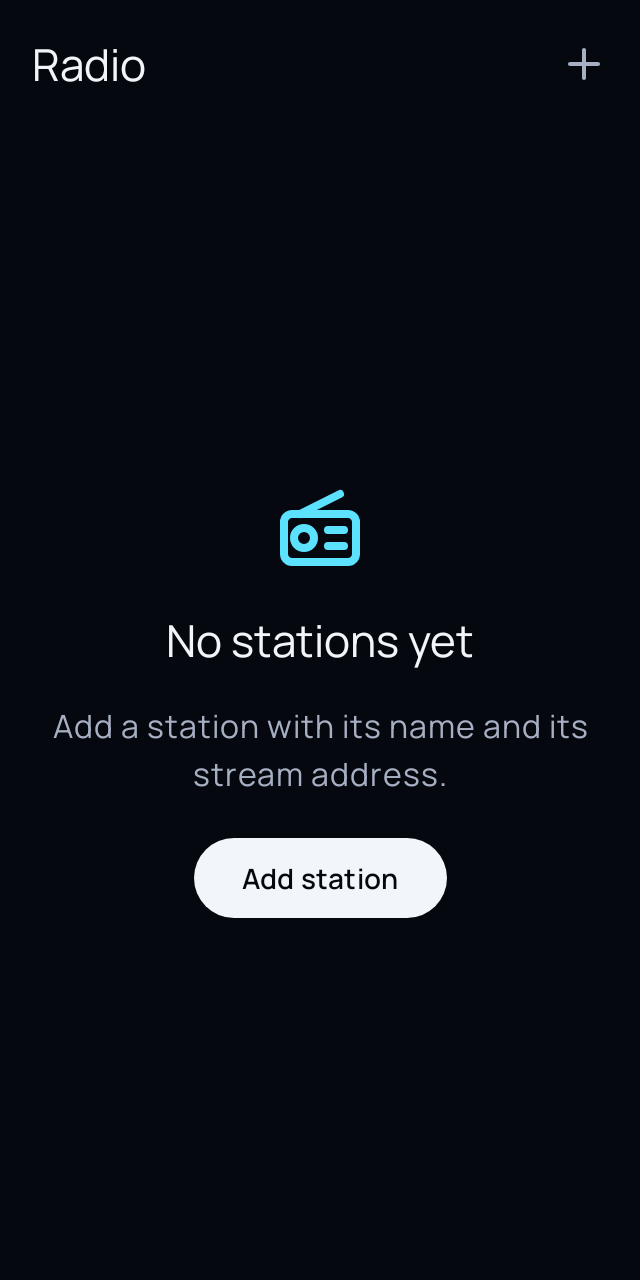 Radio
No stations yet
Add a station with its name and its
stream address.
Add station